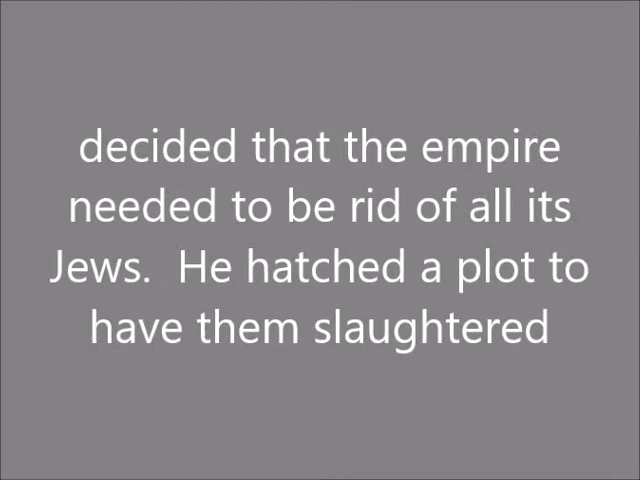 decided that the empire
needed to be rid of all its
Jews.  He hatched a plot to
have them slaughtered